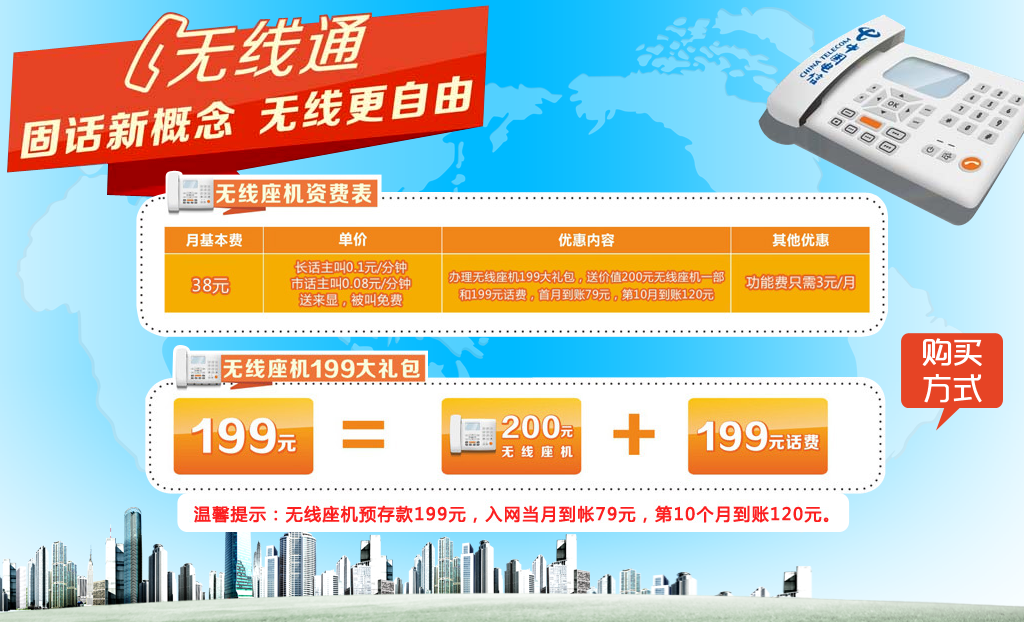 无线通
固话新概念 无线更自由
CHINA TELECOM
中国电信
OK
无线座机资费表
月基本费 单价 优惠内容 其他优惠
38元
长话主叫0.1元/分钟
市话主叫0.08元/分钟
送来显，被叫免费
办理无线座机199大礼包，送价值200元无线座机一部
和199元话费，首月到账79元，第10月到账120元
功能费只需3元/月
无线座机199大礼包
199元 = 200元 无线座机 + 199元话费
购买
方式
温馨提示：无线座机预存款199元，入网当月到帐79元，第10个月到账120元。